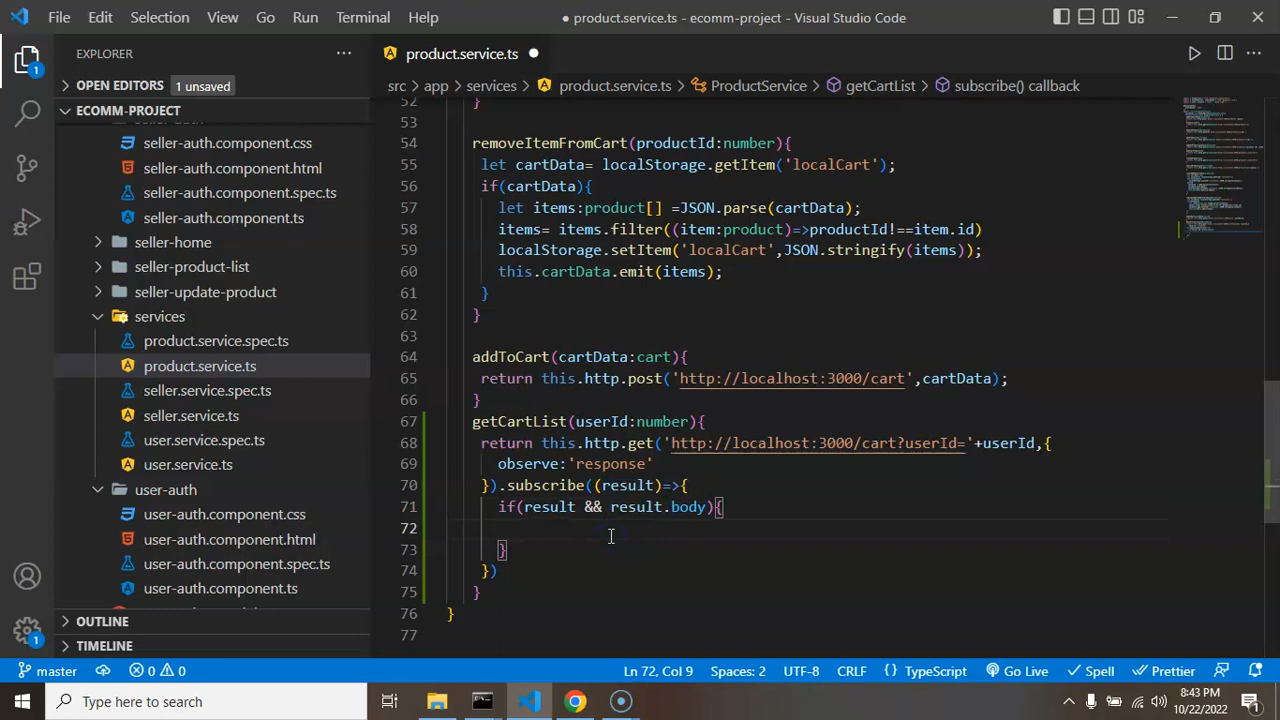 File Edit Selection View Go Run Terminal Help
● product.service.ts - ecomm-project - Visual Studio Code
EXPLORER
OPEN EDITORS 1 unsaved
ECOMM-PROJECT
seller-auth.component.css
seller-auth.component.html
seller-auth.component.spec.ts
seller-auth.component.ts
seller-home
seller-product-list
seller-update-product
services
product.service.spec.ts
product.service.ts
seller.service.spec.ts
seller.service.ts
user.service.spec.ts
user.service.ts
user-auth
user-auth.component.css
user-auth.component.html
user-auth.component.spec.ts
user-auth.component.ts
OUTLINE
TIMELINE
1
1
product.service.ts ●
src > app > services > product.service.ts > ProductService > getCartList > subscribe() callback
52 }
53
54 removeItemFromCart(productId:number){
55 let cartData= localStorage.getItem('localCart');
56 if(cartData){
57 let items:product[] =JSON.parse(cartData);
58 items= items.filter((item:product)=>productId!==item.id)
59 localStorage.setItem('localCart',JSON.stringify(items));
60 this.cartData.emit(items);
61 }
62 }
63
64 addToCart(cartData:cart){
65 return this.http.post('http://localhost:3000/cart',cartData);
66 }
67 getCartList(userId:number){
68 return this.http.get('http://localhost:3000/cart?userId='+userId,{
69 observe:'response'
70 }).subscribe((result)=>{
71 if(result && result.body){
72
73 }
74 })
75 }
76 }
77
master 0 0 Ln 72, Col 9 Spaces: 2 UTF-8 CRLF { } TypeScript Go Live Spell Prettier
Type here to search
8:43 PM
10/22/2022
1